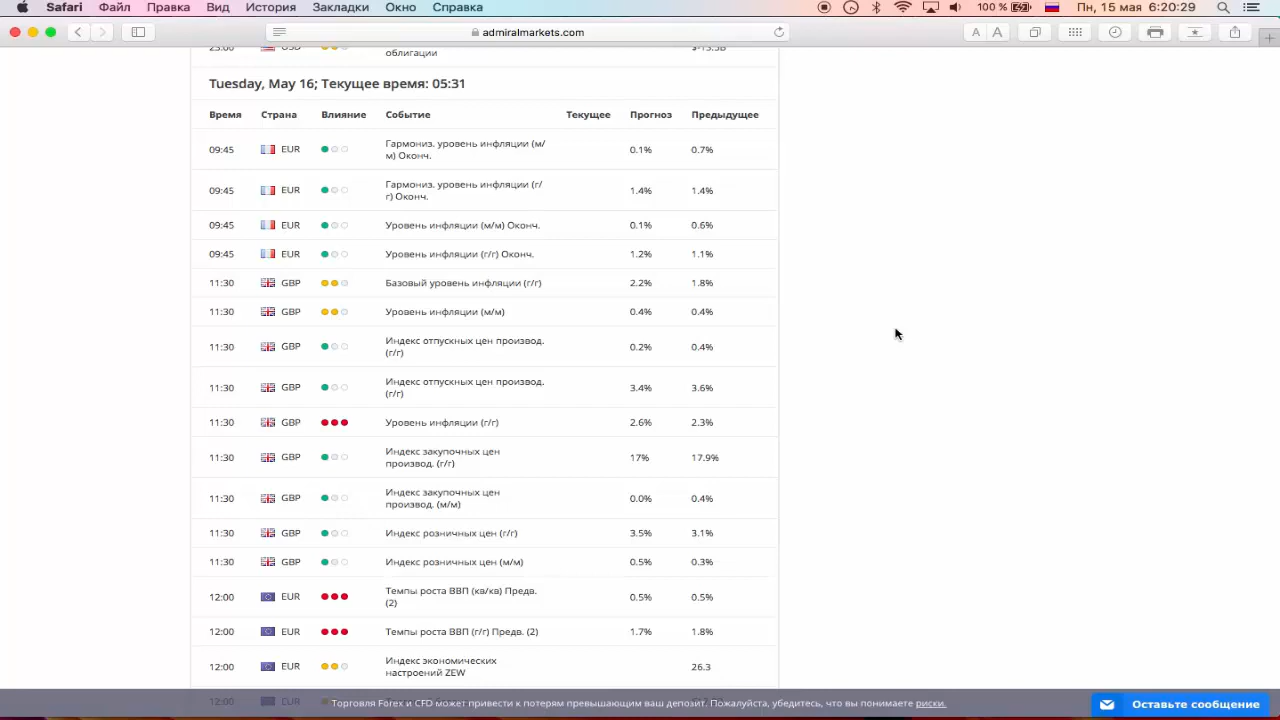 Safari Файл Правка Вид История Закладки Окно Справка 100 % Пн, 15 мая 6:20:29
admiralmarkets.com A A
23:00 USD облигации $-13.5B
Tuesday, May 16; Текущее время: 05:31
Время Страна Влияние Событие Текущее Прогноз Предыдущее
09:45 EUR Гармониз. уровень инфляции (м/ 0.1% 0.7%
м) Оконч.
09:45 EUR Гармониз. уровень инфляции (г/ 1.4% 1.4%
г) Оконч.
09:45 EUR Уровень инфляции (м/м) Оконч. 0.1% 0.6%
09:45 EUR Уровень инфляции (г/г) Оконч. 1.2% 1.1%
11:30 GBP Базовый уровень инфляции (г/г) 2.2% 1.8%
11:30 GBP Уровень инфляции (м/м) 0.4% 0.4%
11:30 GBP Индекс отпускных цен производ. 0.2% 0.4%
(г/г)
11:30 GBP Индекс отпускных цен производ. 3.4% 3.6%
(г/г)
11:30 GBP Уровень инфляции (г/г) 2.6% 2.3%
11:30 GBP Индекс закупочных цен 17% 17.9%
производ. (г/г)
11:30 GBP Индекс закупочных цен 0.0% 0.4%
производ. (м/м)
11:30 GBP Индекс розничных цен (г/г) 3.5% 3.1%
11:30 GBP Индекс розничных цен (м/м) 0.5% 0.3%
12:00 EUR Темпы роста ВВП (кв/кв) Предв. 0.5% 0.5%
(2)
12:00 EUR Темпы роста ВВП (г/г) Предв. (2) 1.7% 1.8%
12:00 EUR Индекс экономических 26.3
настроений ZEW
12:00 EUR
Торговля Forex и CFD может привести к потерям превышающим ваш депозит. Пожалуйста, убедитесь, что вы понимаете риски.
Оставьте сообщение